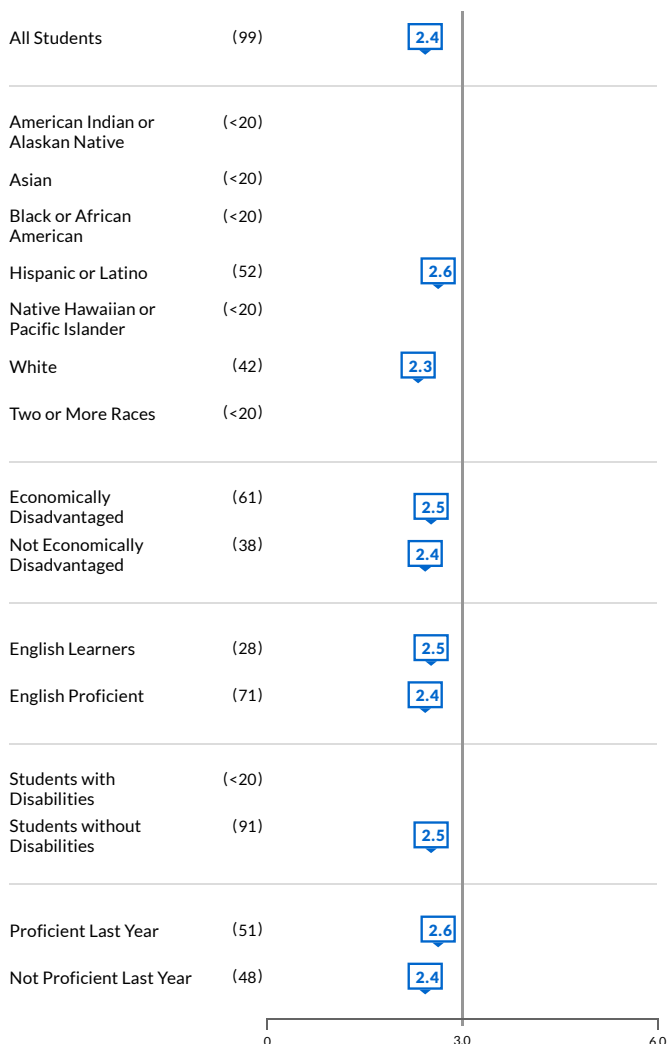 All Students (99) 2.4
American Indian or (<20)
Alaskan Native
Asian (<20)
Black or African (<20)
American
Hispanic or Latino (52) 2.6
Native Hawaiian or (<20)
Pacific Islander
White (42) 2.3
Two or More Races (<20)
Economically (61) 2.5
Disadvantaged
Not Economically (38) 2.4
Disadvantaged
English Learners (28) 2.5
English Proficient (71) 2.4
Students with (<20)
Disabilities
Students without (91) 2.5
Disabilities
Proficient Last Year (51) 2.6
Not Proficient Last Year (48) 2.4
0 3.0 6.0